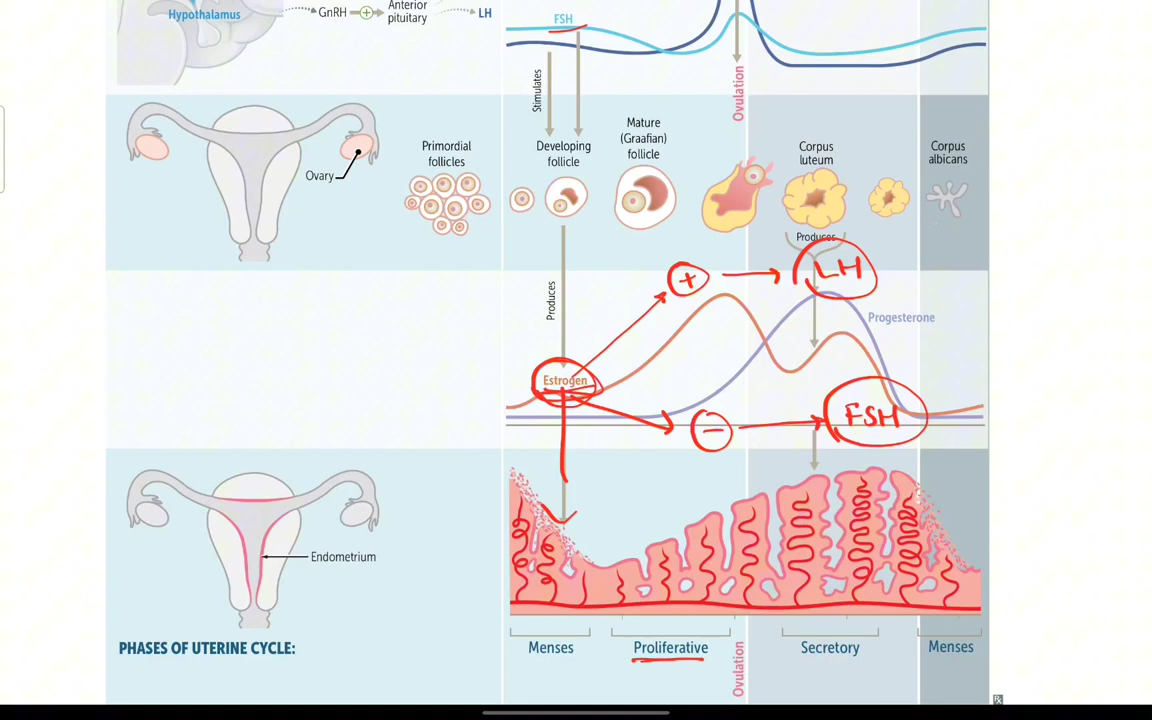 Hypothalamus
GnRH
+
Anterior
pituitary
LH
FSH
Stimulates
Ovulation
Ovary
Primordial
follicles
Developing
follicle
Mature
(Graafian)
follicle
Corpus
luteum
Corpus
albicans
Produces
Produces
+
LH
Progesterone
Estrogen
−
FSH
Endometrium
PHASES OF UTERINE CYCLE:
Menses
Proliferative
Ovulation
Secretory
Menses